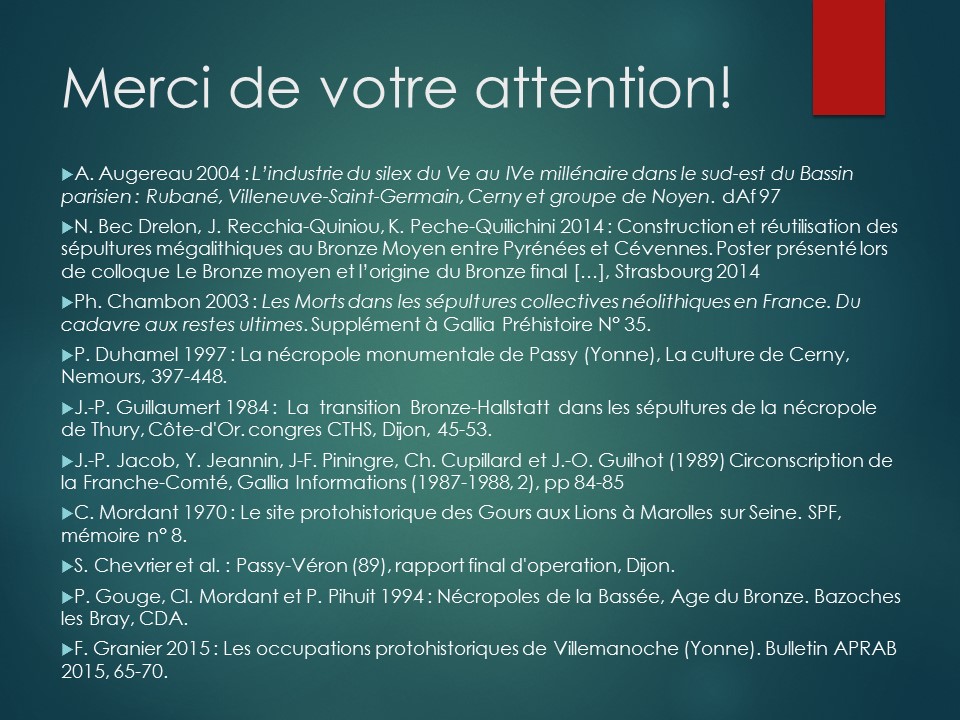 Merci de votre attention!
A. Augereau 2004 : L’industrie du silex du Ve au IVe millénaire dans le sud-est du Bassin
parisien : Rubané, Villeneuve-Saint-Germain, Cerny et groupe de Noyen. dAf 97
N. Bec Drelon, J. Recchia-Quiniou, K. Peche-Quilichini 2014 : Construction et réutilisation des
sépultures mégalithiques au Bronze Moyen entre Pyrénées et Cévennes. Poster présenté lors
de colloque Le Bronze moyen et l’origine du Bronze final […], Strasbourg 2014
Ph. Chambon 2003 : Les Morts dans les sépultures collectives néolithiques en France. Du
cadavre aux restes ultimes. Supplément à Gallia Préhistoire N° 35.
P. Duhamel 1997 : La nécropole monumentale de Passy (Yonne), La culture de Cerny,
Nemours, 397-448.
J.-P. Guillaumert 1984 : La transition Bronze-Hallstatt dans les sépultures de la nécropole
de Thury, Côte-d'Or. congres CTHS, Dijon, 45-53.
J.-P. Jacob, Y. Jeannin, J-F. Piningre, Ch. Cupillard et J.-O. Guilhot (1989) Circonscription de
la Franche-Comté, Gallia Informations (1987-1988, 2), pp 84-85
C. Mordant 1970 : Le site protohistorique des Gours aux Lions à Marolles sur Seine. SPF,
mémoire n° 8.
S. Chevrier et al. : Passy-Véron (89), rapport final d'operation, Dijon.
P. Gouge, Cl. Mordant et P. Pihuit 1994 : Nécropoles de la Bassée, Age du Bronze. Bazoches
les Bray, CDA.
F. Granier 2015 : Les occupations protohistoriques de Villemanoche (Yonne). Bulletin APRAB
2015, 65-70.